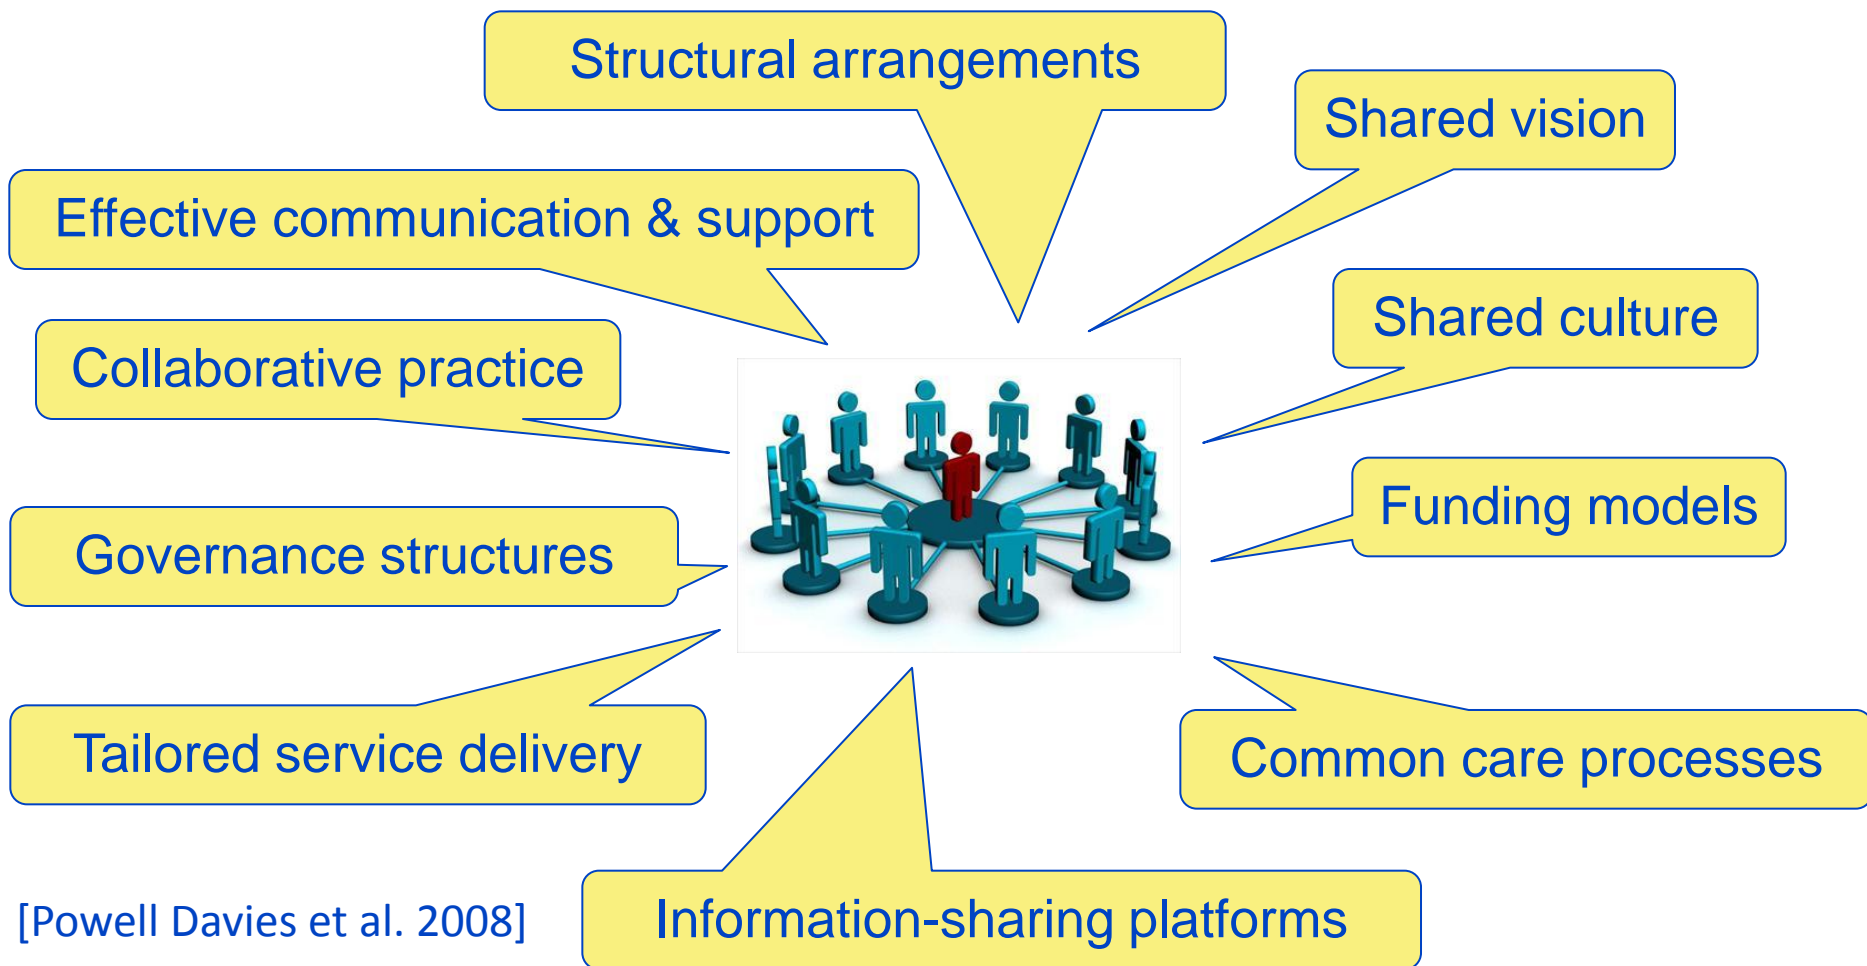 Structural arrangements
Shared vision
Effective communication & support
Shared culture
Collaborative practice
Funding models
Governance structures
Tailored service delivery
Common care processes
Information-sharing platforms
[Powell Davies et al. 2008]